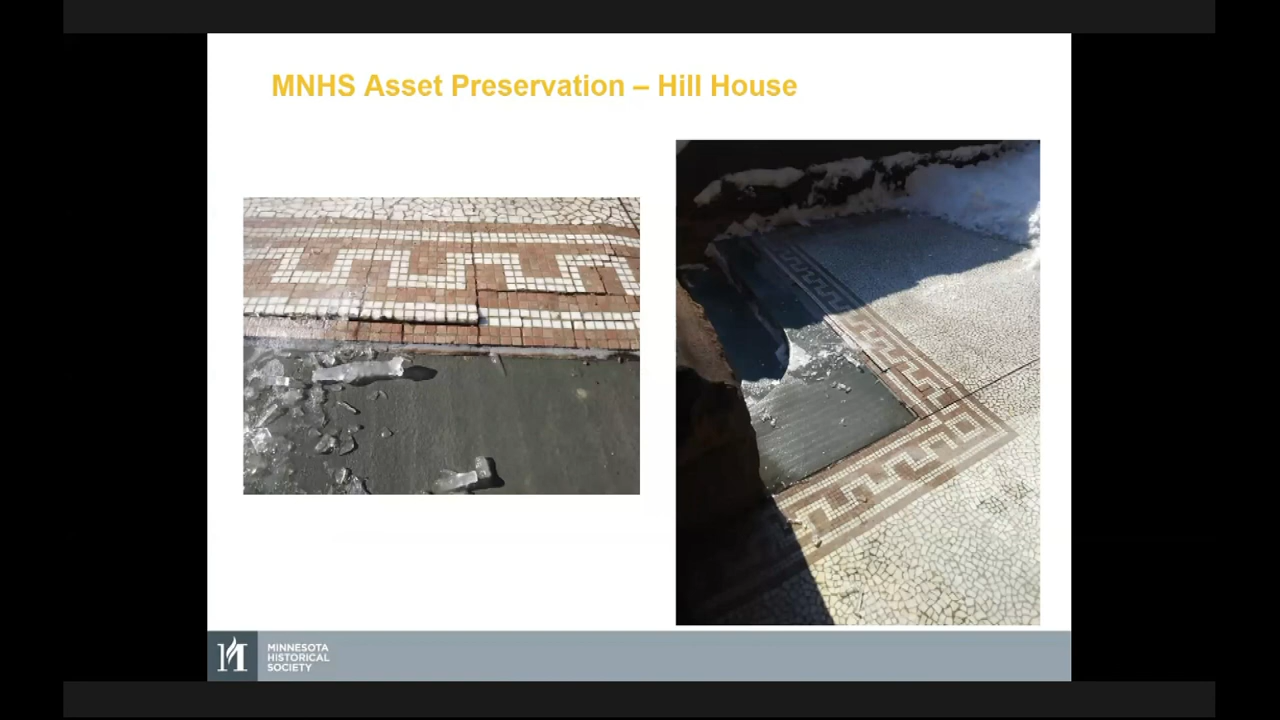 MNHS Asset Preservation – Hill House
MINNESOTA
HISTORICAL
SOCIETY